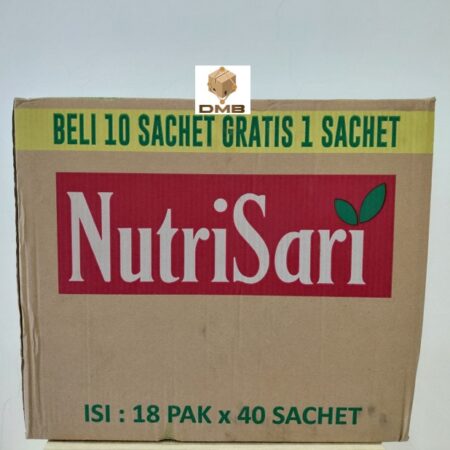 DMB
BELI 10 SACHET GRATIS 1 SACHET
NutriSari
ISI : 18 PAK x 40 SACHET